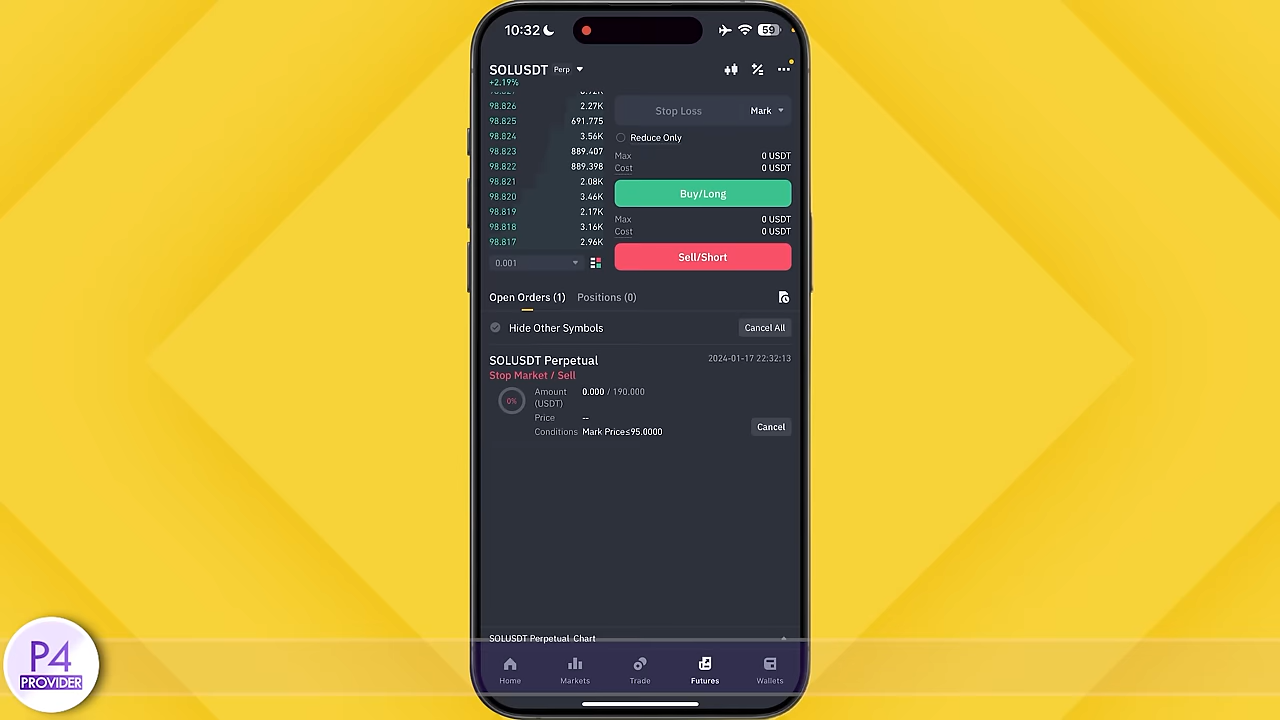 10:32
59
SOLUSDT Perp
+2.19%
98.826 2.27K
98.825 691.775
98.824 3.56K
98.823 889.407
98.822 889.398
98.821 2.08K
98.820 3.46K
98.819 2.17K
98.818 3.16K
98.817 2.96K
0.001
Stop Loss Mark
Reduce Only
Max 0 USDT
Cost 0 USDT
Buy/Long
Max 0 USDT
Cost 0 USDT
Sell/Short
Open Orders (1) Positions (0)
Hide Other Symbols Cancel All
SOLUSDT Perpetual 2024-01-17 22:32:13
Stop Market / Sell
0%
Amount 0.000 / 190.000
(USDT)
Price --
Conditions Mark Price≤95.0000
Cancel
SOLUSDT Perpetual Chart
Home Markets Trade Futures Wallets
P4
PROVIDER